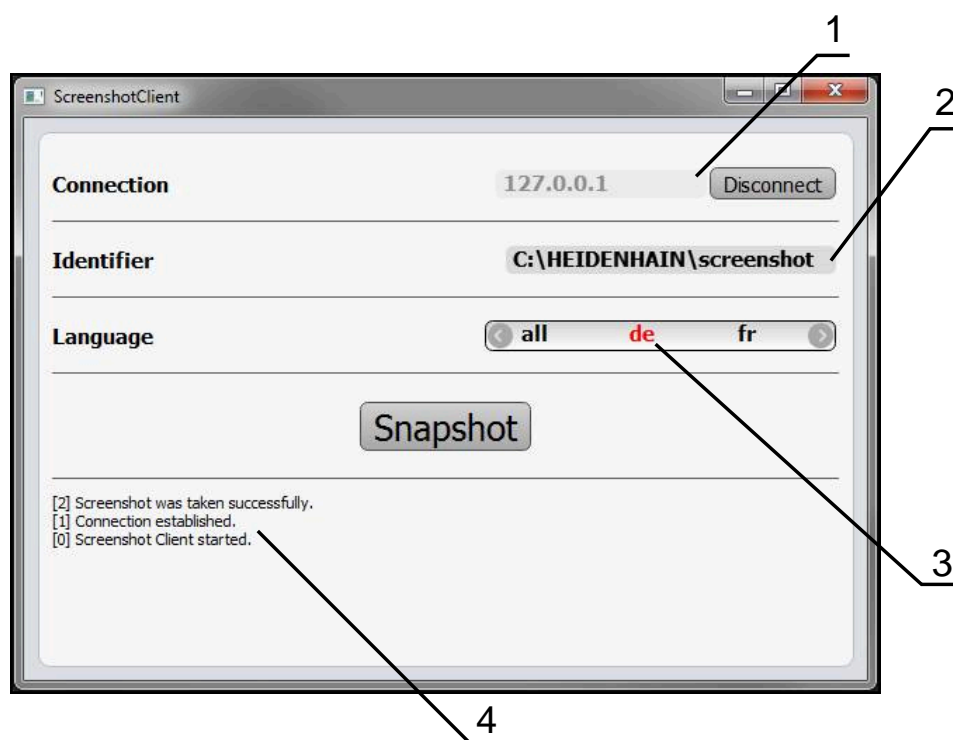 1
ScreenshotClient
2
Connection 127.0.0.1 Disconnect
Identifier C:\HEIDENHAIN\screenshot
Language all de fr
Snapshot
[2] Screenshot was taken successfully.
[1] Connection established.
[0] Screenshot Client started.
3
4